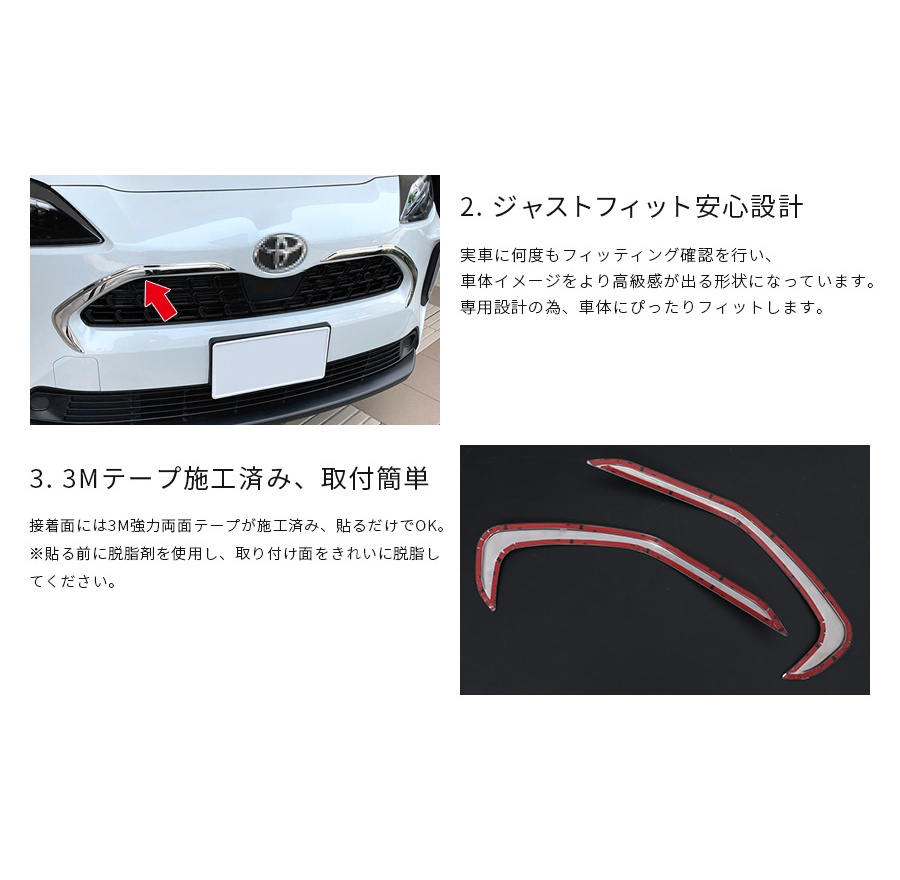 2. ジャストフィット安心設計
実車に何度もフィッティング確認を行い、
車体イメージをより高級感が出る形状になっています。
専用設計の為、車体にぴったりフィットします。
3. 3Mテープ施工済み、取付簡単
接着面には3M強力両面テープが施工済み、貼るだけでOK。
※貼る前に脱脂剤を使用し、取り付け面をきれいに脱脂し
てください。